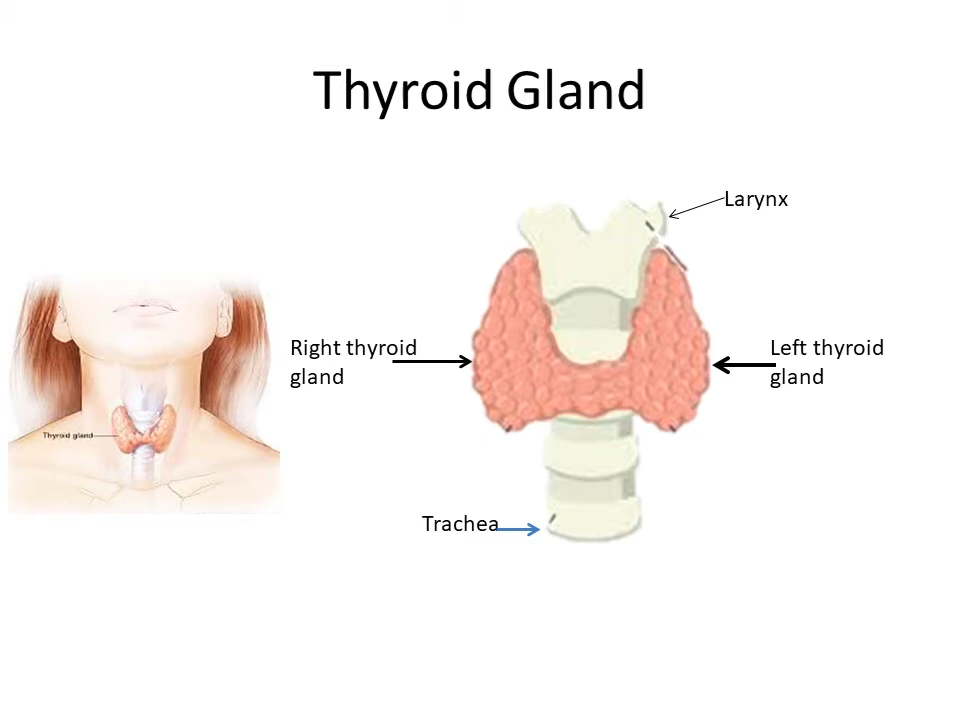 Thyroid Gland
Larynx
Right thyroid
gland
Left thyroid
gland
Thyroid gland
Trachea